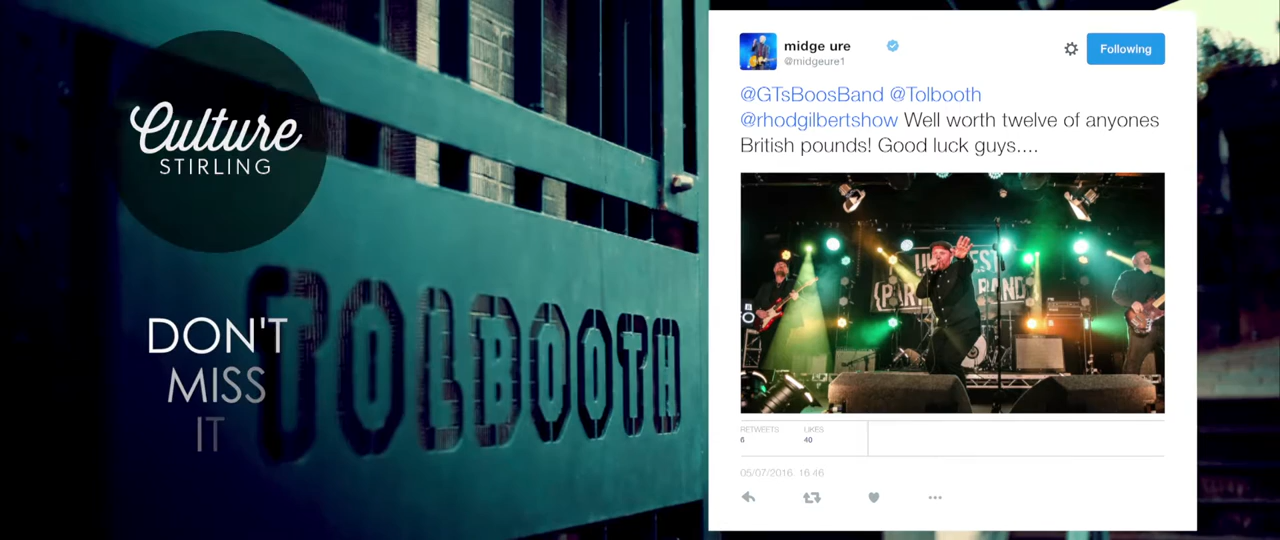 Culture
STIRLING
DON'T
MISS
IT
TOLBOOTH
midge ure
@midgeure1
Following
@GTsBoosBand @Tolbooth
@rhodgilbertshow Well worth twelve of anyones
British pounds! Good luck guys....
BAND
RETWEETS
6
LIKES
40
05/07/2016, 16:46